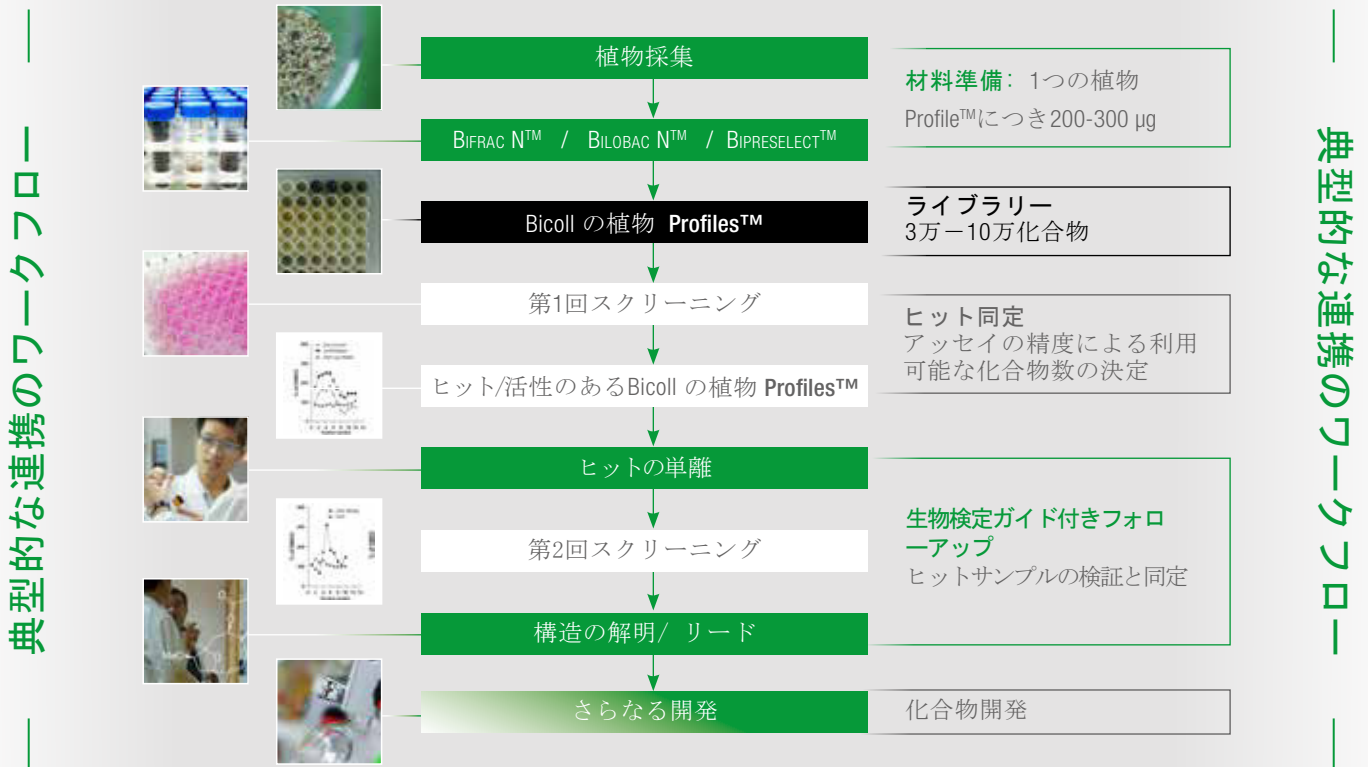 典型的な連携のワークフロー
植物採集
BIFRAC N™ / BILOBAC N™ / BIPRESELECT™
Bicoll の植物 Profiles™
第1回スクリーニング
ヒット/活性のあるBicoll の植物 Profiles™
ヒットの単離
第2回スクリーニング
構造の解明/ リード
さらなる開発
材料準備: 1つの植物
Profile™につき200-300 µg
ライブラリー
3万－10万化合物
ヒット同定
アッセイの精度による利用
可能な化合物数の決定
生物検定ガイド付きフォロ
ーアップ
ヒットサンプルの検証と同定
化合物開発
典型的な連携のワークフロー